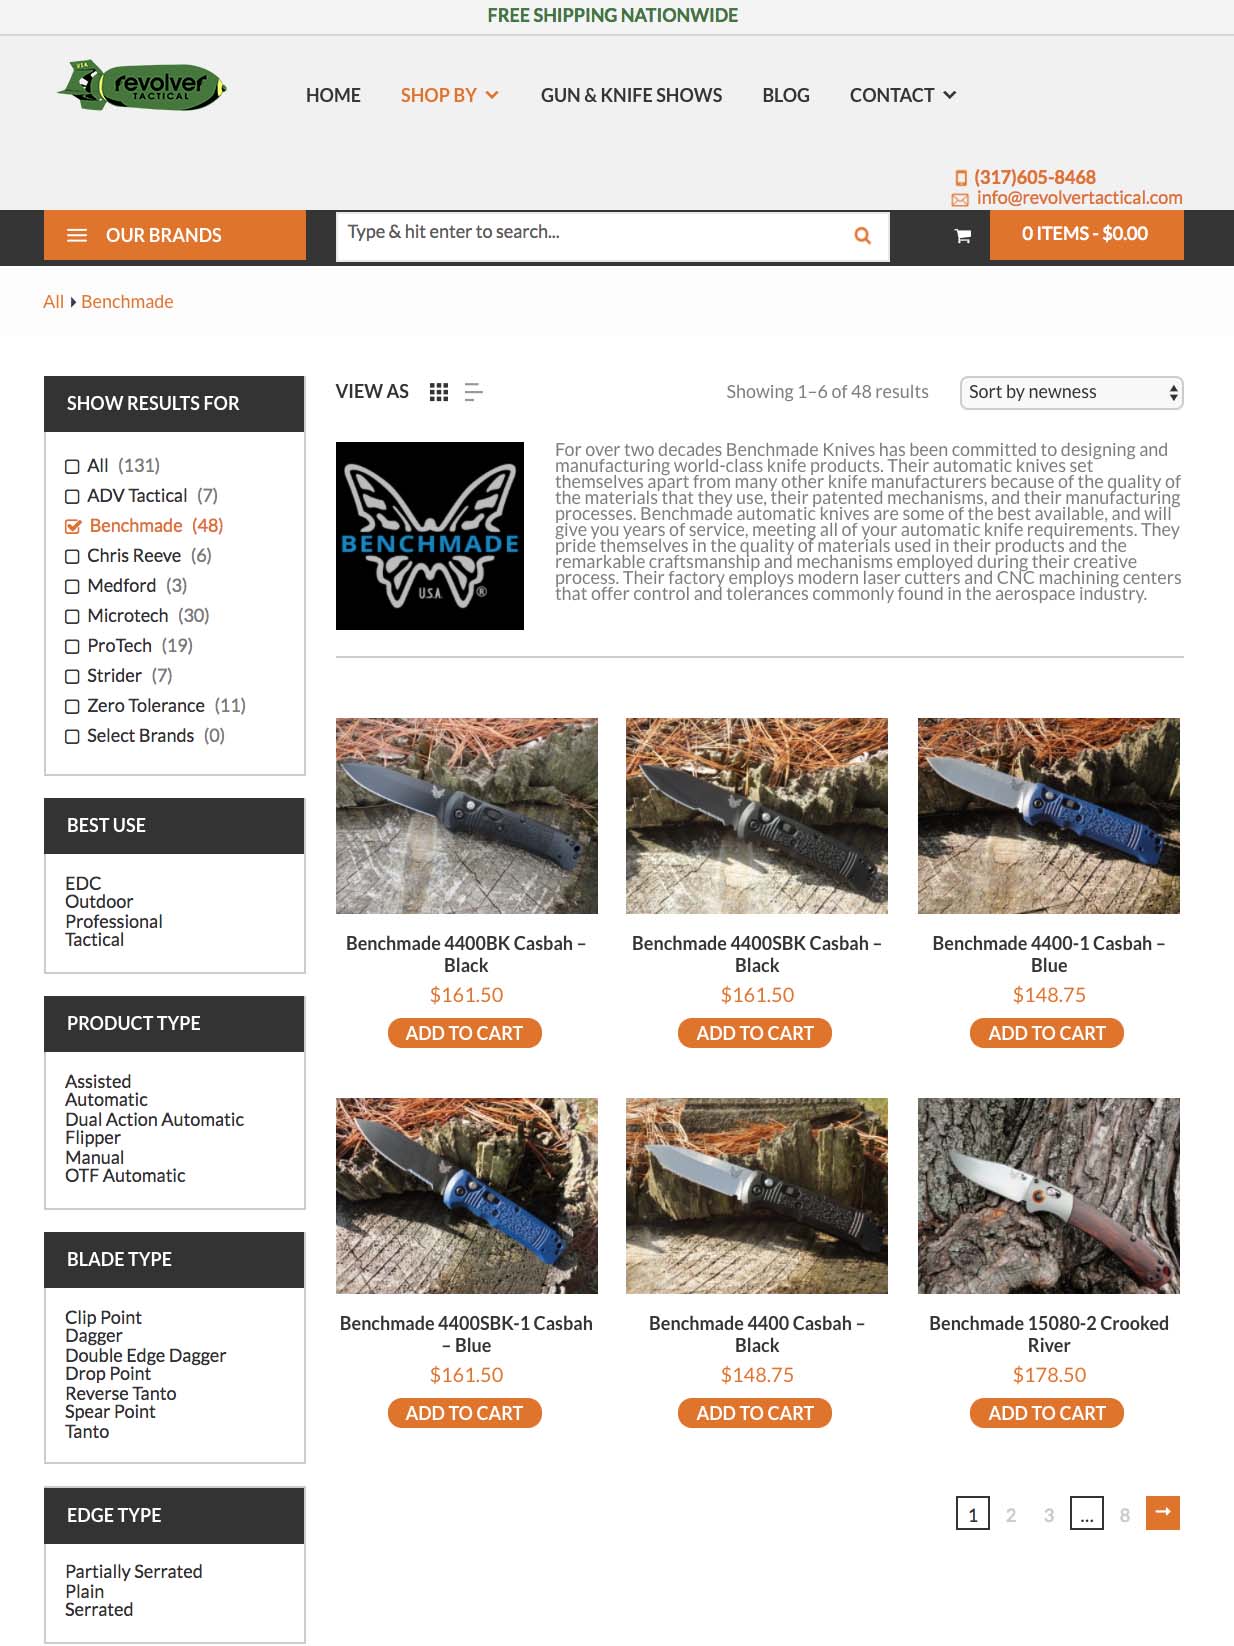 FREE SHIPPING NATIONWIDE
VIA
revolver
TACTICAL
HOME SHOP BY GUN & KNIFE SHOWS BLOG CONTACT
(317)605-8468
info@revolvertactical.com
OUR BRANDS
Type & hit enter to search...
0 ITEMS - $0.00
All Benchmade
SHOW RESULTS FOR
All (131)
ADV Tactical (7)
Benchmade (48)
Chris Reeve (6)
Medford (3)
Microtech (30)
ProTech (19)
Strider (7)
Zero Tolerance (11)
Select Brands (0)
BEST USE
EDC
Outdoor
Professional
Tactical
PRODUCT TYPE
Assisted
Automatic
Dual Action Automatic
Flipper
Manual
OTF Automatic
BLADE TYPE
Clip Point
Dagger
Double Edge Dagger
Drop Point
Reverse Tanto
Spear Point
Tanto
EDGE TYPE
Partially Serrated
Plain
Serrated
VIEW AS
Showing 1–6 of 48 results
Sort by newness
BENCHMADE
U.S.A. ®
For over two decades Benchmade Knives has been committed to designing and
manufacturing world-class knife products. Their automatic knives set
themselves apart from many other knife manufacturers because of the quality of
the materials that they use, their patented mechanisms, and their manufacturing
processes. Benchmade automatic knives are some of the best available, and will
give you years of service, meeting all of your automatic knife requirements. They
pride themselves in the quality of materials used in their products and the
remarkable craftsmanship and mechanisms employed during their creative
process. Their factory employs modern laser cutters and CNC machining centers
that offer control and tolerances commonly found in the aerospace industry.
Benchmade 4400BK Casbah –
Black
$161.50
ADD TO CART
Benchmade 4400SBK Casbah –
Black
$161.50
ADD TO CART
Benchmade 4400-1 Casbah –
Blue
$148.75
ADD TO CART
Benchmade 4400SBK-1 Casbah
– Blue
$161.50
ADD TO CART
Benchmade 4400 Casbah –
Black
$148.75
ADD TO CART
Benchmade 15080-2 Crooked
River
$178.50
ADD TO CART
1 2 3 ... 8 →